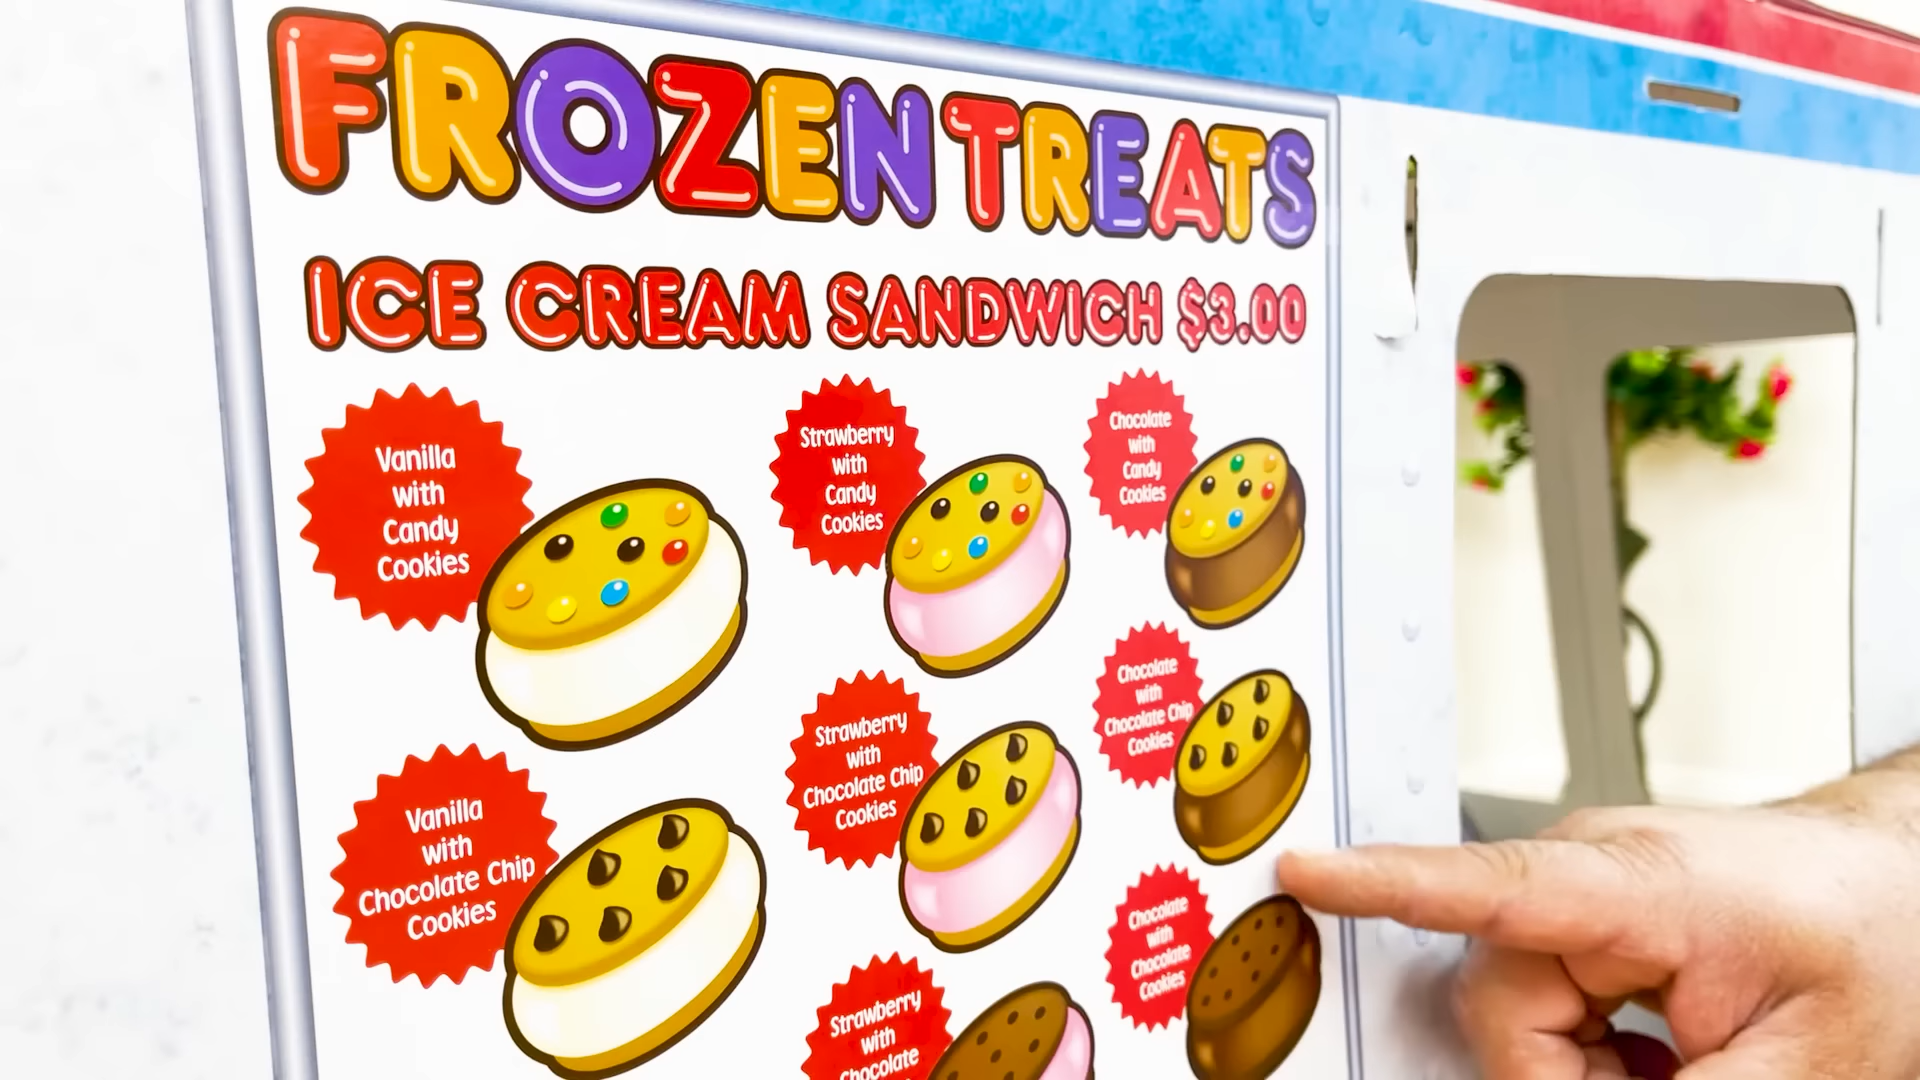 FROZEN TREATS
ICE CREAM SANDWICH $3.00
Vanilla
with
Candy
Cookies
Strawberry
with
Candy
Cookies
Chocolate
with
Candy
Cookies
Vanilla
with
Chocolate Chip
Cookies
Strawberry
with
Chocolate Chip
Cookies
Chocolate
with
Chocolate Chip
Cookies
Strawberry
with
Chocolate
Chocolate
with
Chocolate
Cookies